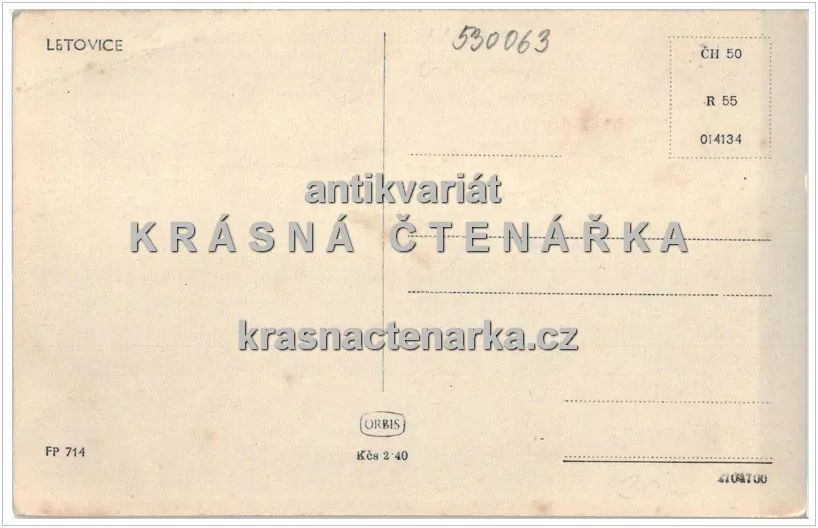 LETOVICE
530063
ČH 50
R 55
014134
antikvariát
KRÁSNÁ ČTENÁŘKA
krasnactenarka.cz
ORBIS
FP 714
Kčs 2·40